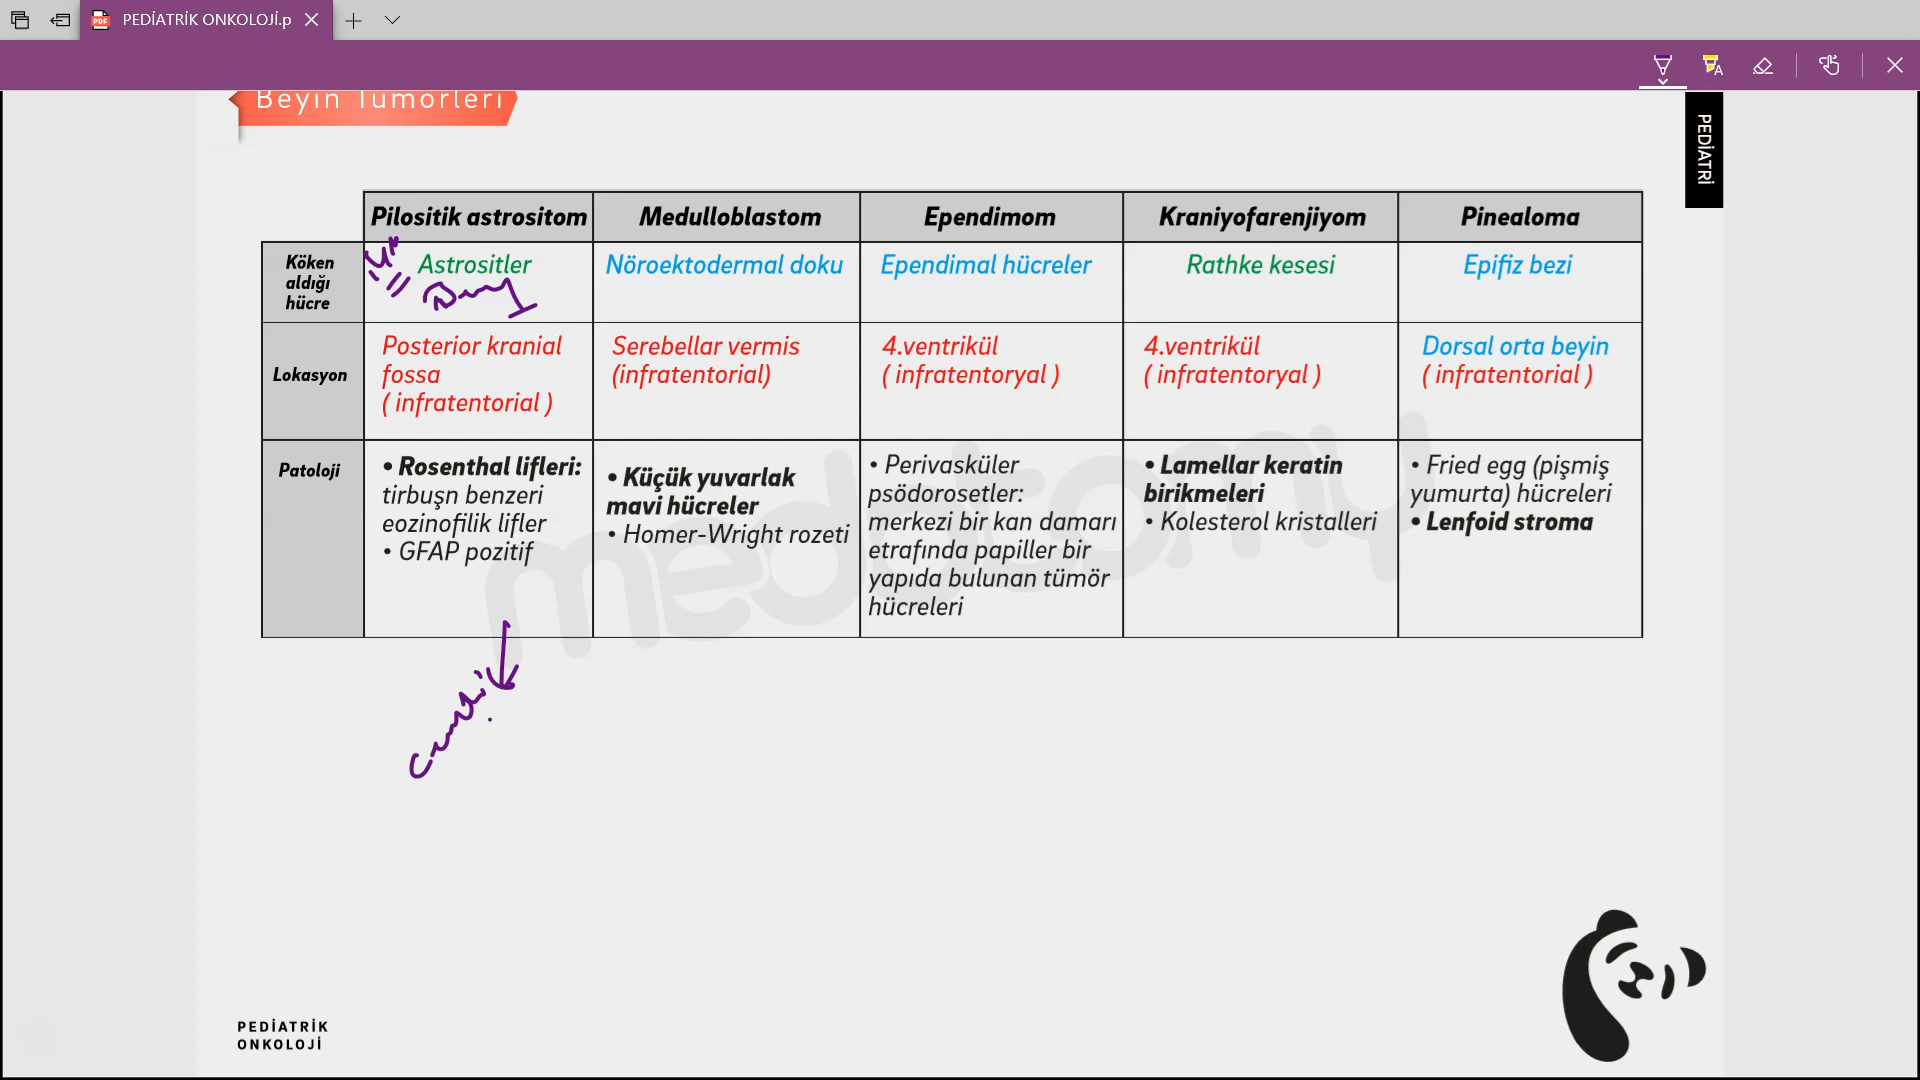 PEDİATRİK ONKOLOJİ.p
Beyin Tümörleri
PEDİATRİ
Pilositik astrositom Medulloblastom Ependimom Kraniyofarenjiyom Pinealoma
Köken
aldığı
hücre
Astrositler
Nöroektodermal doku
Ependimal hücreler
Rathke kesesi
Epifiz bezi
Lokasyon
Posterior kranial
fossa
( infratentorial )
Serebellar vermis
(infratentorial)
4.ventrikül
( infratentoryal )
4.ventrikül
( infratentoryal )
Dorsal orta beyin
( infratentorial )
Patoloji
• Rosenthal lifleri:
tirbuşn benzeri
eozinofilik lifler
• GFAP pozitif
• Küçük yuvarlak
mavi hücreler
• Homer-Wright rozeti
• Perivasküler
psödorosetler:
merkezi bir kan damarı
etrafında papiller bir
yapıda bulunan tümör
hücreleri
• Lamellar keratin
birikmeleri
• Kolesterol kristalleri
• Fried egg (pişmiş
yumurta) hücreleri
• Lenfoid stroma
medotomy
PEDİATRİK
ONKOLOJİ